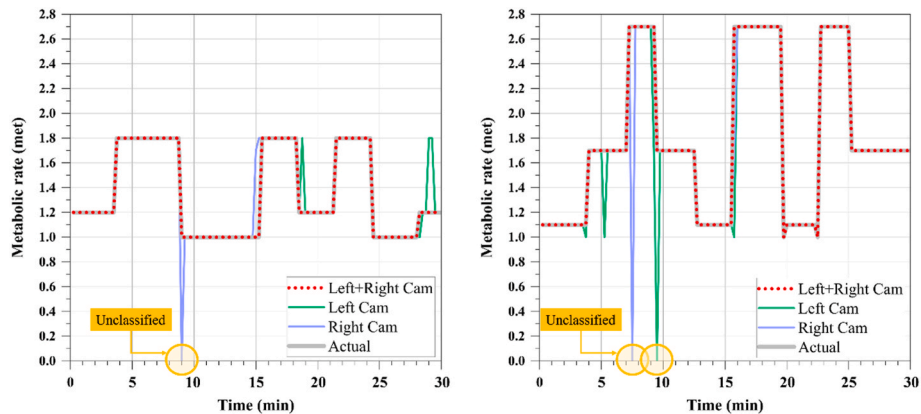 2.8
2.6
2.4
2.2
2.0
1.8
1.6
1.4
1.2
1.0
0.8
0.6
0.4
0.2
0.0
Metabolic rate (met)
Unclassified
Left+Right Cam
Left Cam
Right Cam
Actual
0 5 10 15 20 25 30
Time (min)
2.8
2.6
2.4
2.2
2.0
1.8
1.6
1.4
1.2
1.0
0.8
0.6
0.4
0.2
0.0
Metabolic rate (met)
Unclassified
Left+Right Cam
Left Cam
Right Cam
Actual
0 5 10 15 20 25 30
Time (min)